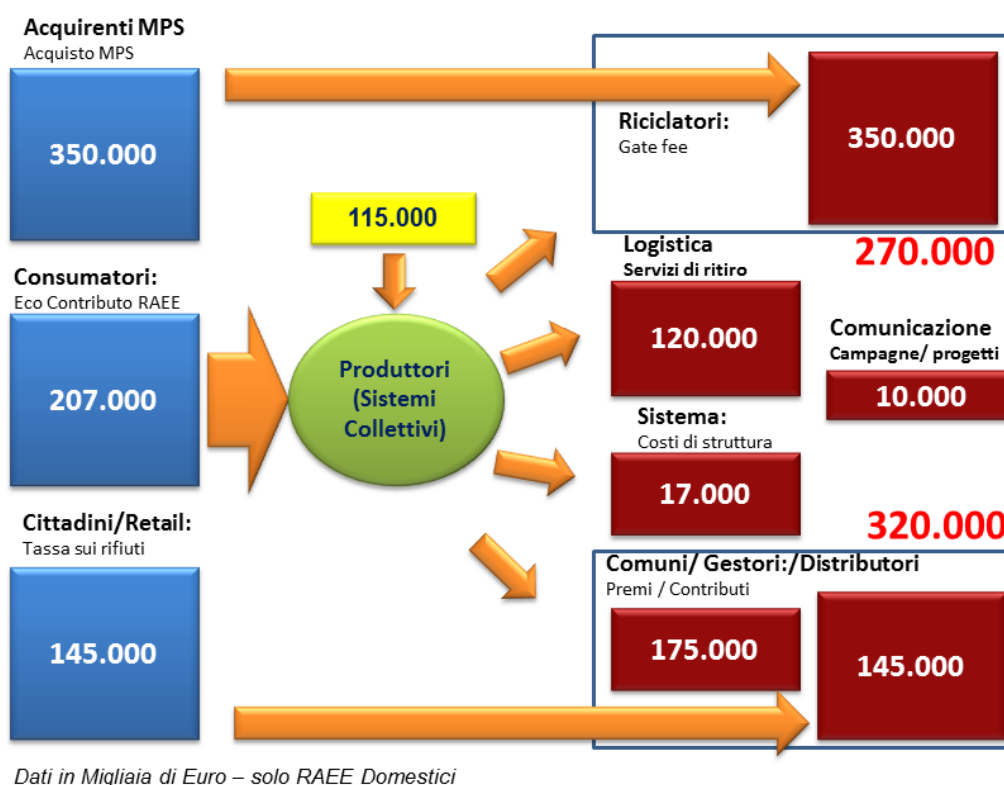 Acquirenti MPS
Acquisto MPS
350.000
Riciclatori:
Gate fee
350.000
115.000
270.000
Consumatori:
Eco Contributo RAEE
207.000
Produttori
(Sistemi
Collettivi)
Logistica
Servizi di ritiro
120.000
Comunicazione
Campagne/ progetti
10.000
Sistema:
Costi di struttura
17.000
320.000
Cittadini/Retail:
Tassa sui rifiuti
145.000
Comuni/ Gestori:/Distributori
Premi / Contributi
175.000
145.000
Dati in Migliaia di Euro – solo RAEE Domestici